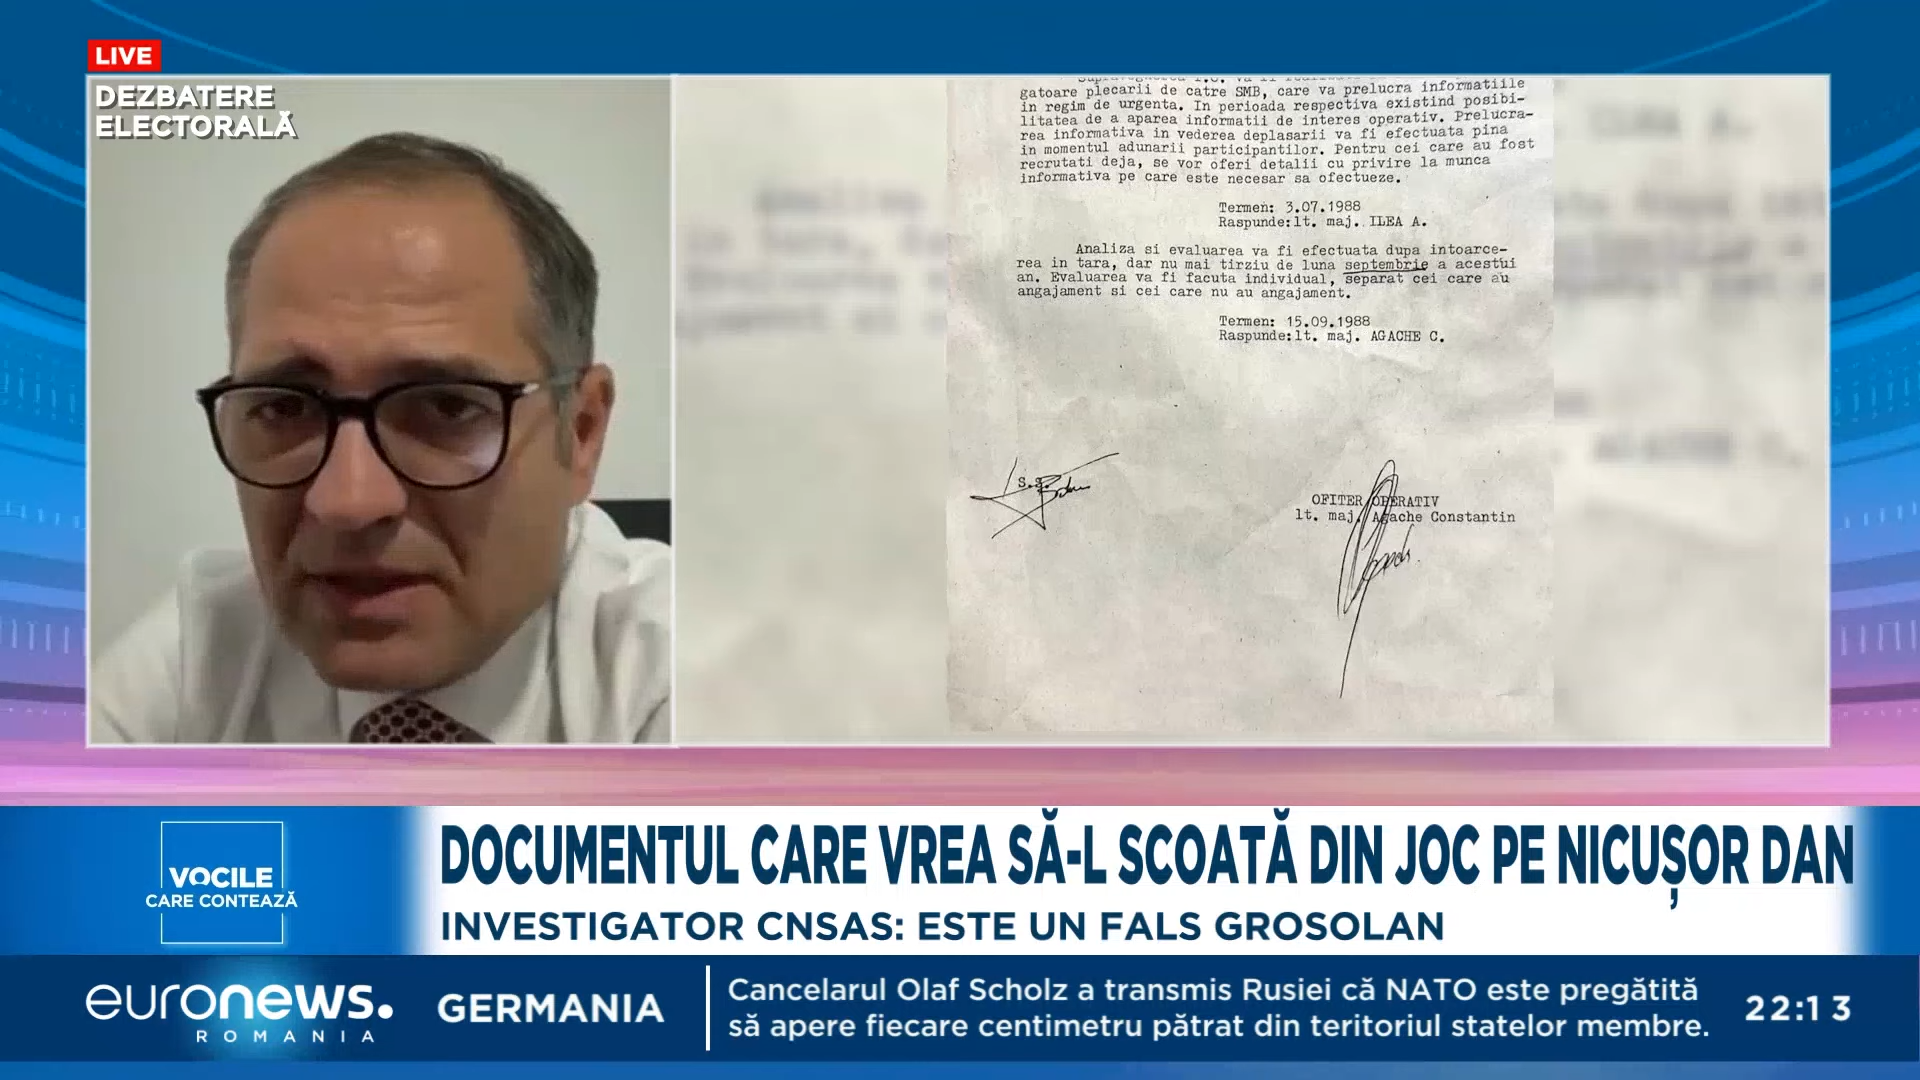 LIVE
DEZBATERE
ELECTORALĂ
gatoare plecarii de catre SMB, care va prelucra informatiile
in regim de urgenta. In perioada respectiva existind posibi-
litatea de a aparea informatii de interes operativ. Prelucra-
rea informativa in vederea deplasarii va fi efectuata pina
in momentul adunarii participantilor. Pentru cei care au fost
recrutati deja, se vor oferi detalii cu privire la munca
informativa pe care este necesar sa ofectueze.
Termen: 3.07.1988
Raspunde:lt. maj. ILEA A.
Analiza si evaluarea va fi efectuata dupa intoarce-
rea in tara, dar nu mai tirziu de luna septembrie a acestui
an. Evaluarea va fi facuta individual, separat cei care au
angajament si cei care nu au angajament.
Termen: 15.09.1988
Raspunde:lt. maj. AGACHE C.
S.S.
OFITER OPERATIV
lt. maj. Agache Constantin
DOCUMENTUL CARE VREA SĂ-L SCOATĂ DIN JOC PE NICUȘOR DAN
INVESTIGATOR CNSAS: ESTE UN FALS GROSOLAN
VOCILE
CARE CONTEAZĂ
euronews.
ROMANIA
GERMANIA
Cancelarul Olaf Scholz a transmis Rusiei că NATO este pregătită
să apere fiecare centimetru pătrat din teritoriul statelor membre.
22:13